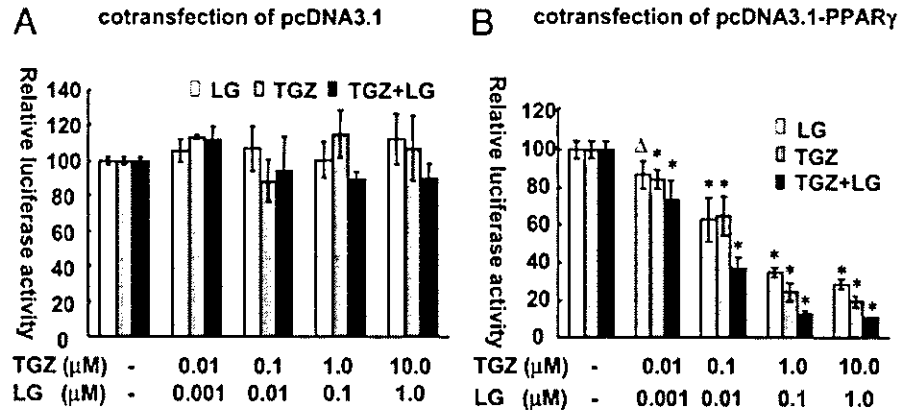 A cotransfection of pcDNA3.1
Relative luciferase activity
LG TGZ TGZ+LG
140
120
100
80
60
40
20
0
TGZ (µM) - 0.01 0.1 1.0 10.0
LG (µM) - 0.001 0.01 0.1 1.0
B cotransfection of pcDNA3.1-PPARγ
Relative luciferase activity
120
100
80
60
40
20
0
LG
TGZ
TGZ+LG
Δ * *
* * *
* * *
* * *
TGZ (µM) - 0.01 0.1 1.0 10.0
LG (µM) - 0.001 0.01 0.1 1.0